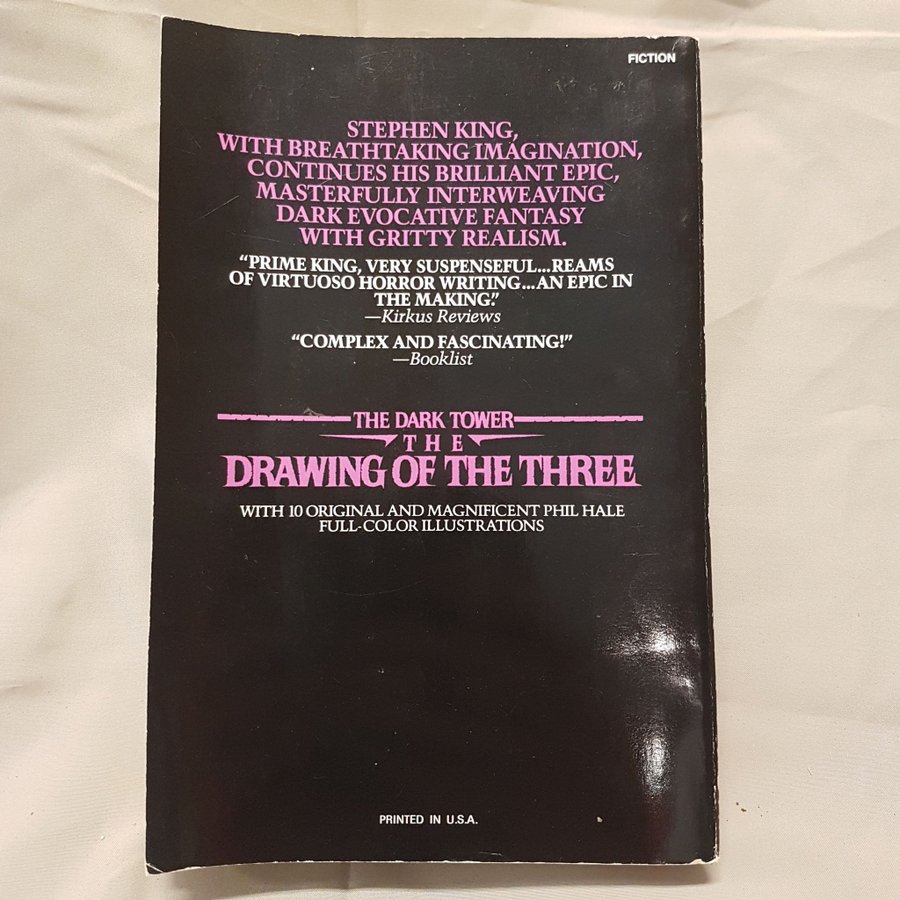 FICTION
STEPHEN KING,
WITH BREATHTAKING IMAGINATION,
CONTINUES HIS BRILLIANT EPIC,
MASTERFULLY INTERWEAVING
DARK EVOCATIVE FANTASY
WITH GRITTY REALISM.
“PRIME KING, VERY SUSPENSEFUL...REAMS
OF VIRTUOSO HORROR WRITING...AN EPIC IN
THE MAKING.”
—Kirkus Reviews
“COMPLEX AND FASCINATING!”
—Booklist
THE DARK TOWER
THE
DRAWING OF THE THREE
WITH 10 ORIGINAL AND MAGNIFICENT PHIL HALE
FULL-COLOR ILLUSTRATIONS
PRINTED IN U.S.A.